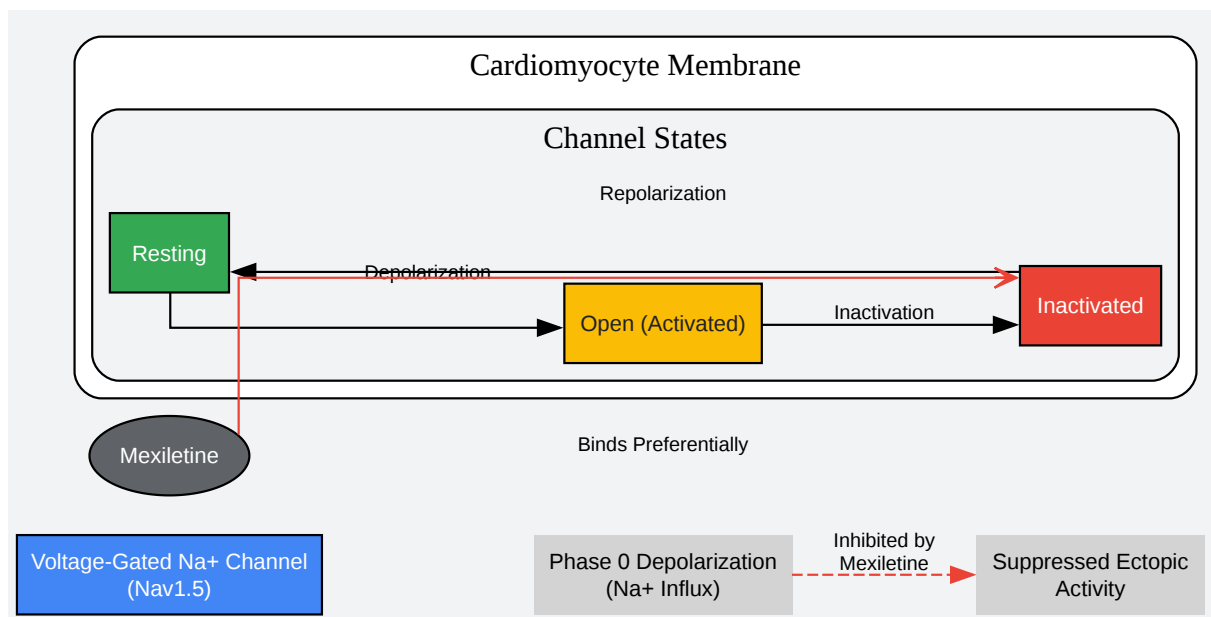 Cardiomyocyte Membrane
Channel States
Repolarization
Resting
Depolarization
Open (Activated)
Inactivation
Inactivated
Mexiletine
Binds Preferentially
Voltage-Gated Na+ Channel
(Nav1.5)
Phase 0 Depolarization
(Na+ Influx)
Inhibited by
Mexiletine
Suppressed Ectopic
Activity